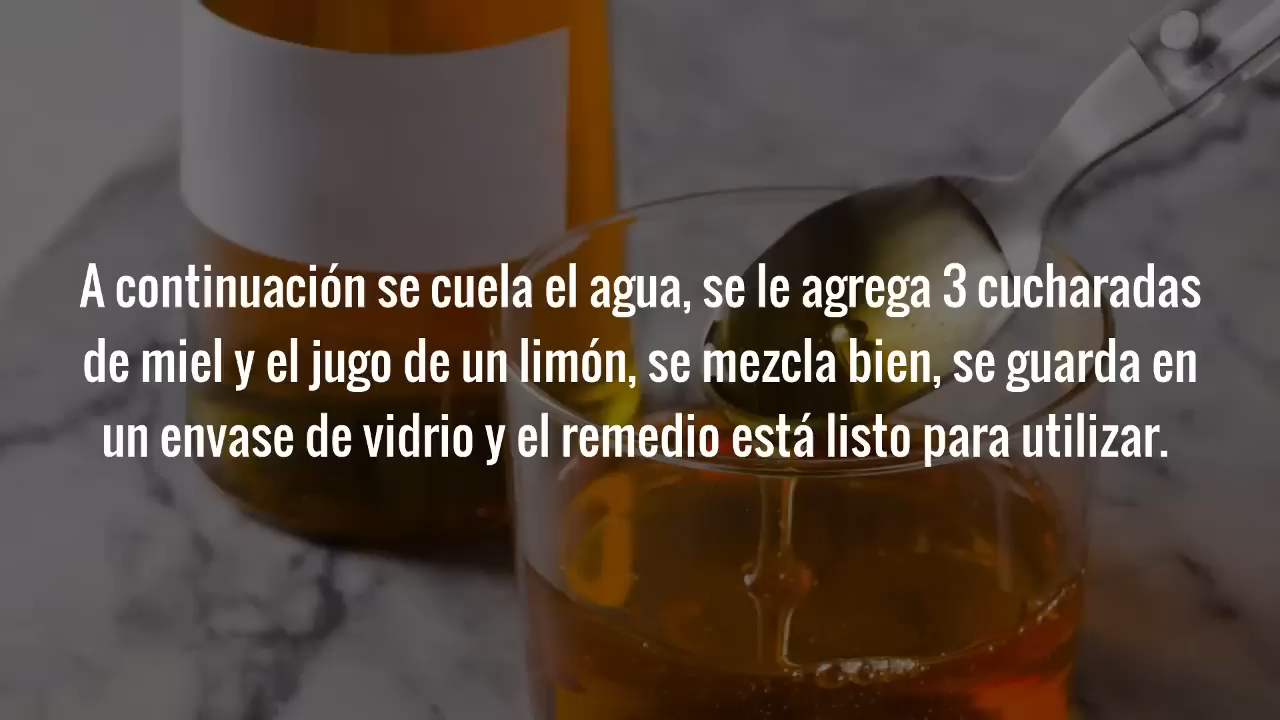 A continuación se cuela el agua, se le agrega 3 cucharadas
de miel y el jugo de un limón, se mezcla bien, se guarda en
un envase de vidrio y el remedio está listo para utilizar.